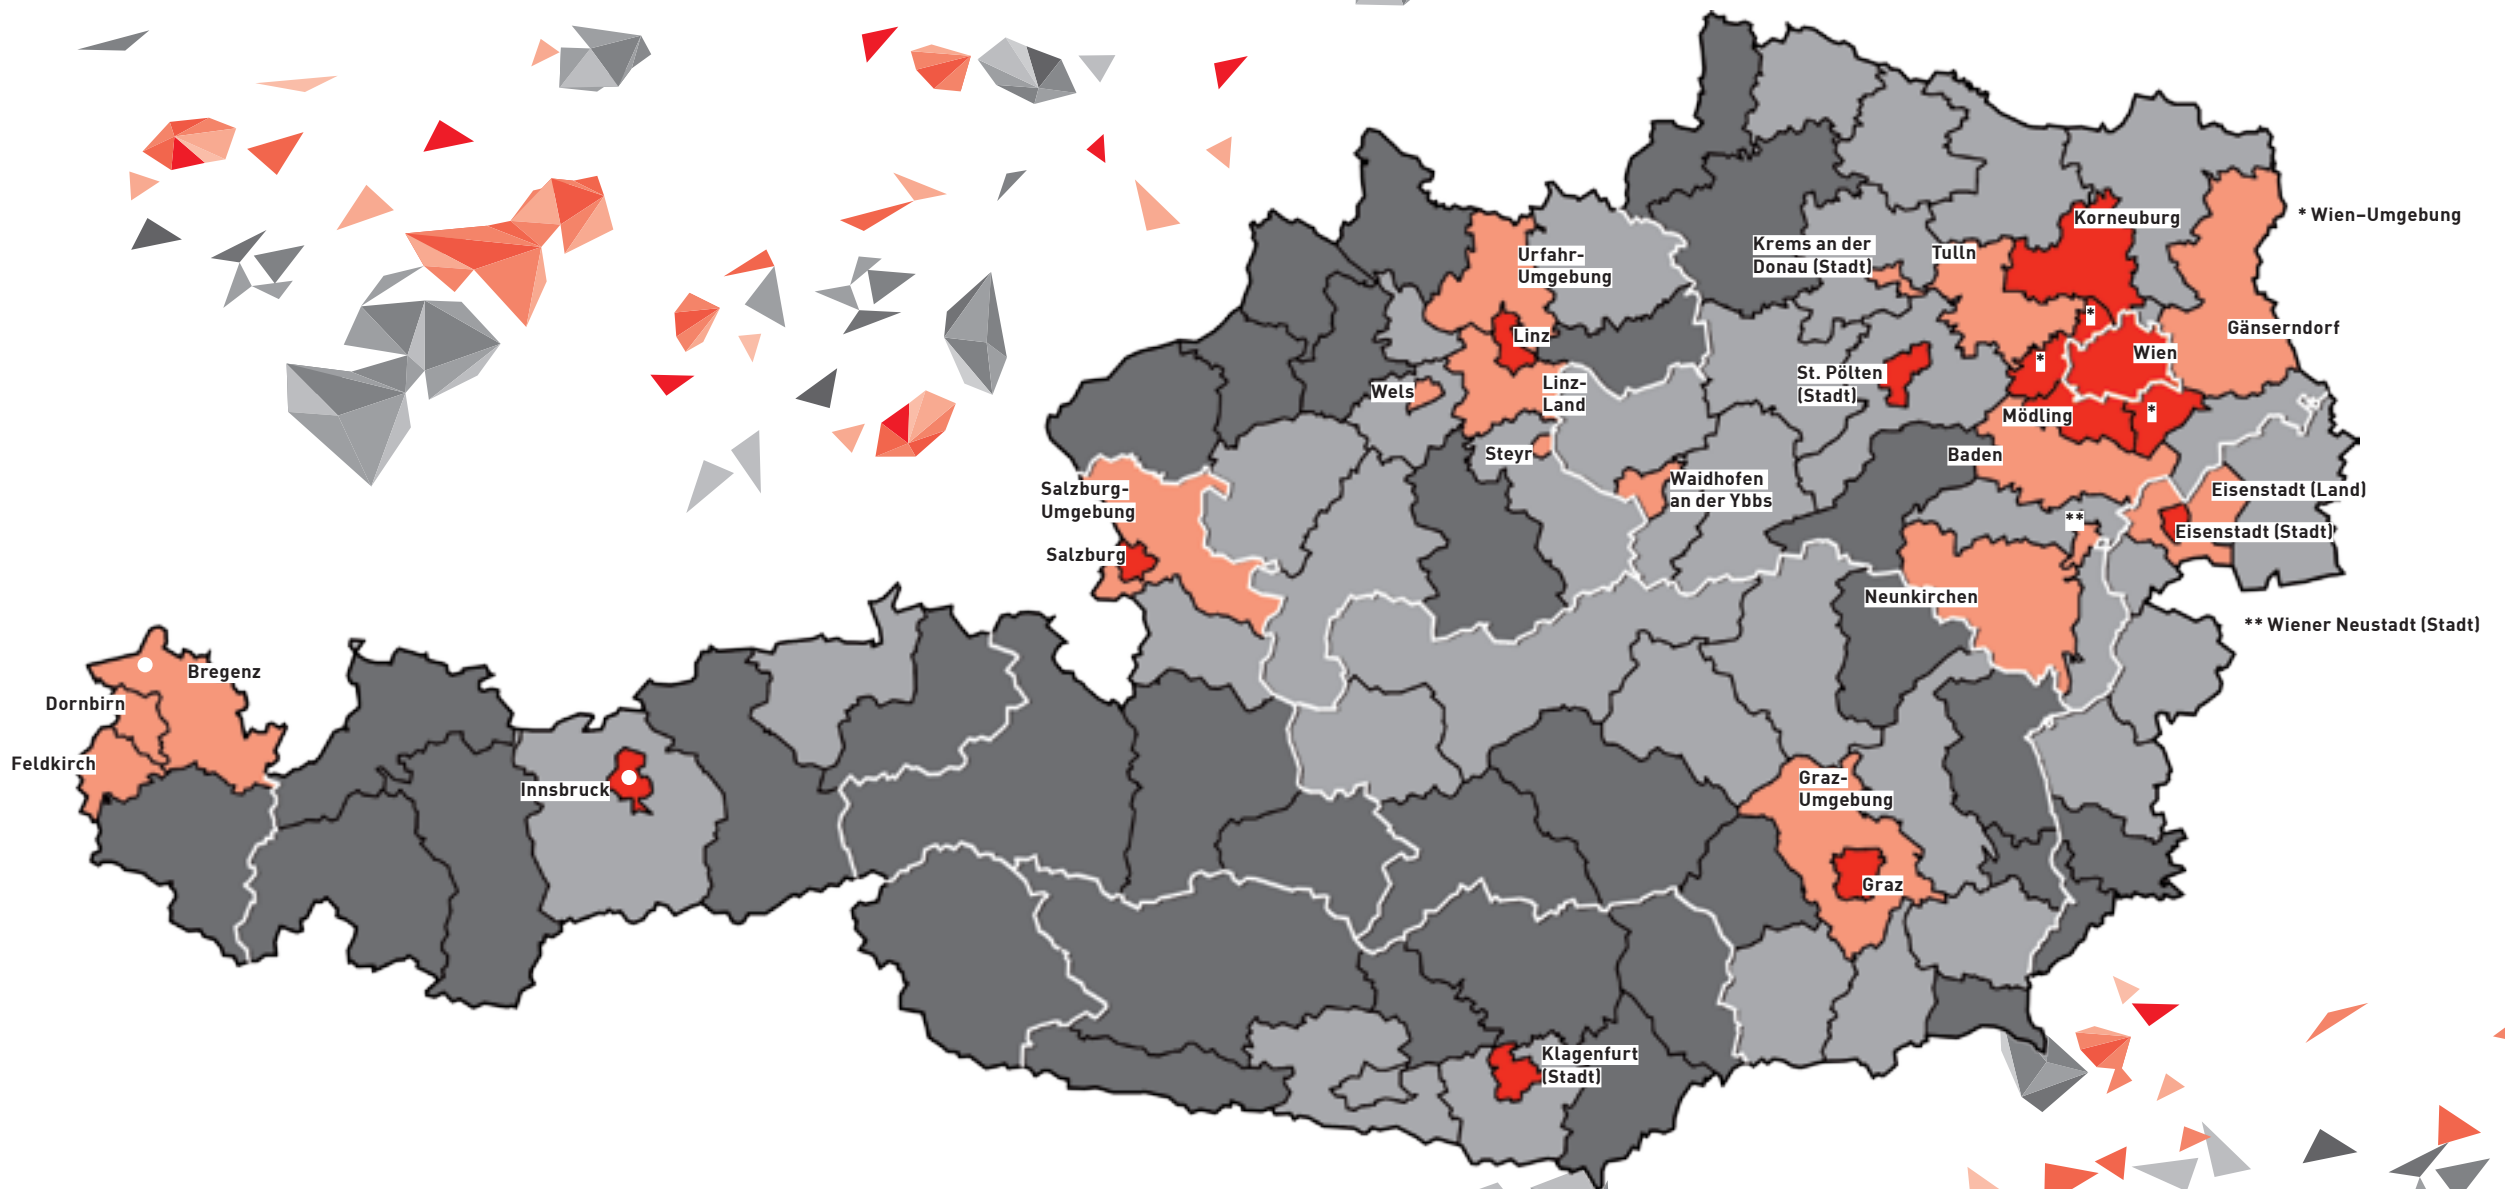 Korneuburg
* Wien–Umgebung
Krems an der
Donau (Stadt)
Tulln
Urfahr-
Umgebung
*
Gänserndorf
Linz
Wien
*
St. Pölten
(Stadt)
Linz-
Land
Wels
Mödling
*
Steyr
Baden
Waidhofen
an der Ybbs
Salzburg-
Umgebung
Eisenstadt (Land)
**
Eisenstadt (Stadt)
Salzburg
Neunkirchen
** Wiener Neustadt (Stadt)
Bregenz
Dornbirn
Feldkirch
Innsbruck
Graz-
Umgebung
Graz
Klagenfurt
(Stadt)